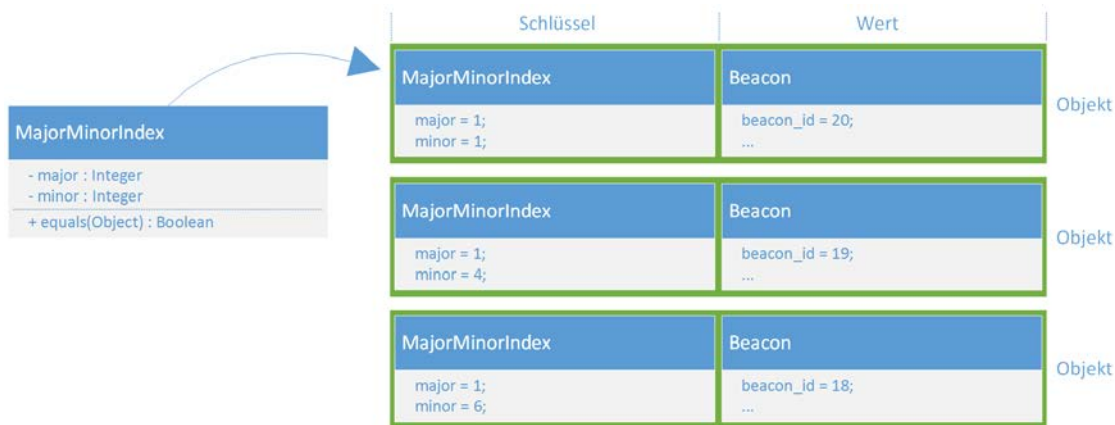 Schlüssel
Wert
MajorMinorIndex
- major : Integer
- minor : Integer
+ equals(Object) : Boolean
MajorMinorIndex
major = 1;
minor = 1;
Beacon
beacon_id = 20;
...
Objekt
MajorMinorIndex
major = 1;
minor = 4;
Beacon
beacon_id = 19;
...
Objekt
MajorMinorIndex
major = 1;
minor = 6;
Beacon
beacon_id = 18;
...
Objekt